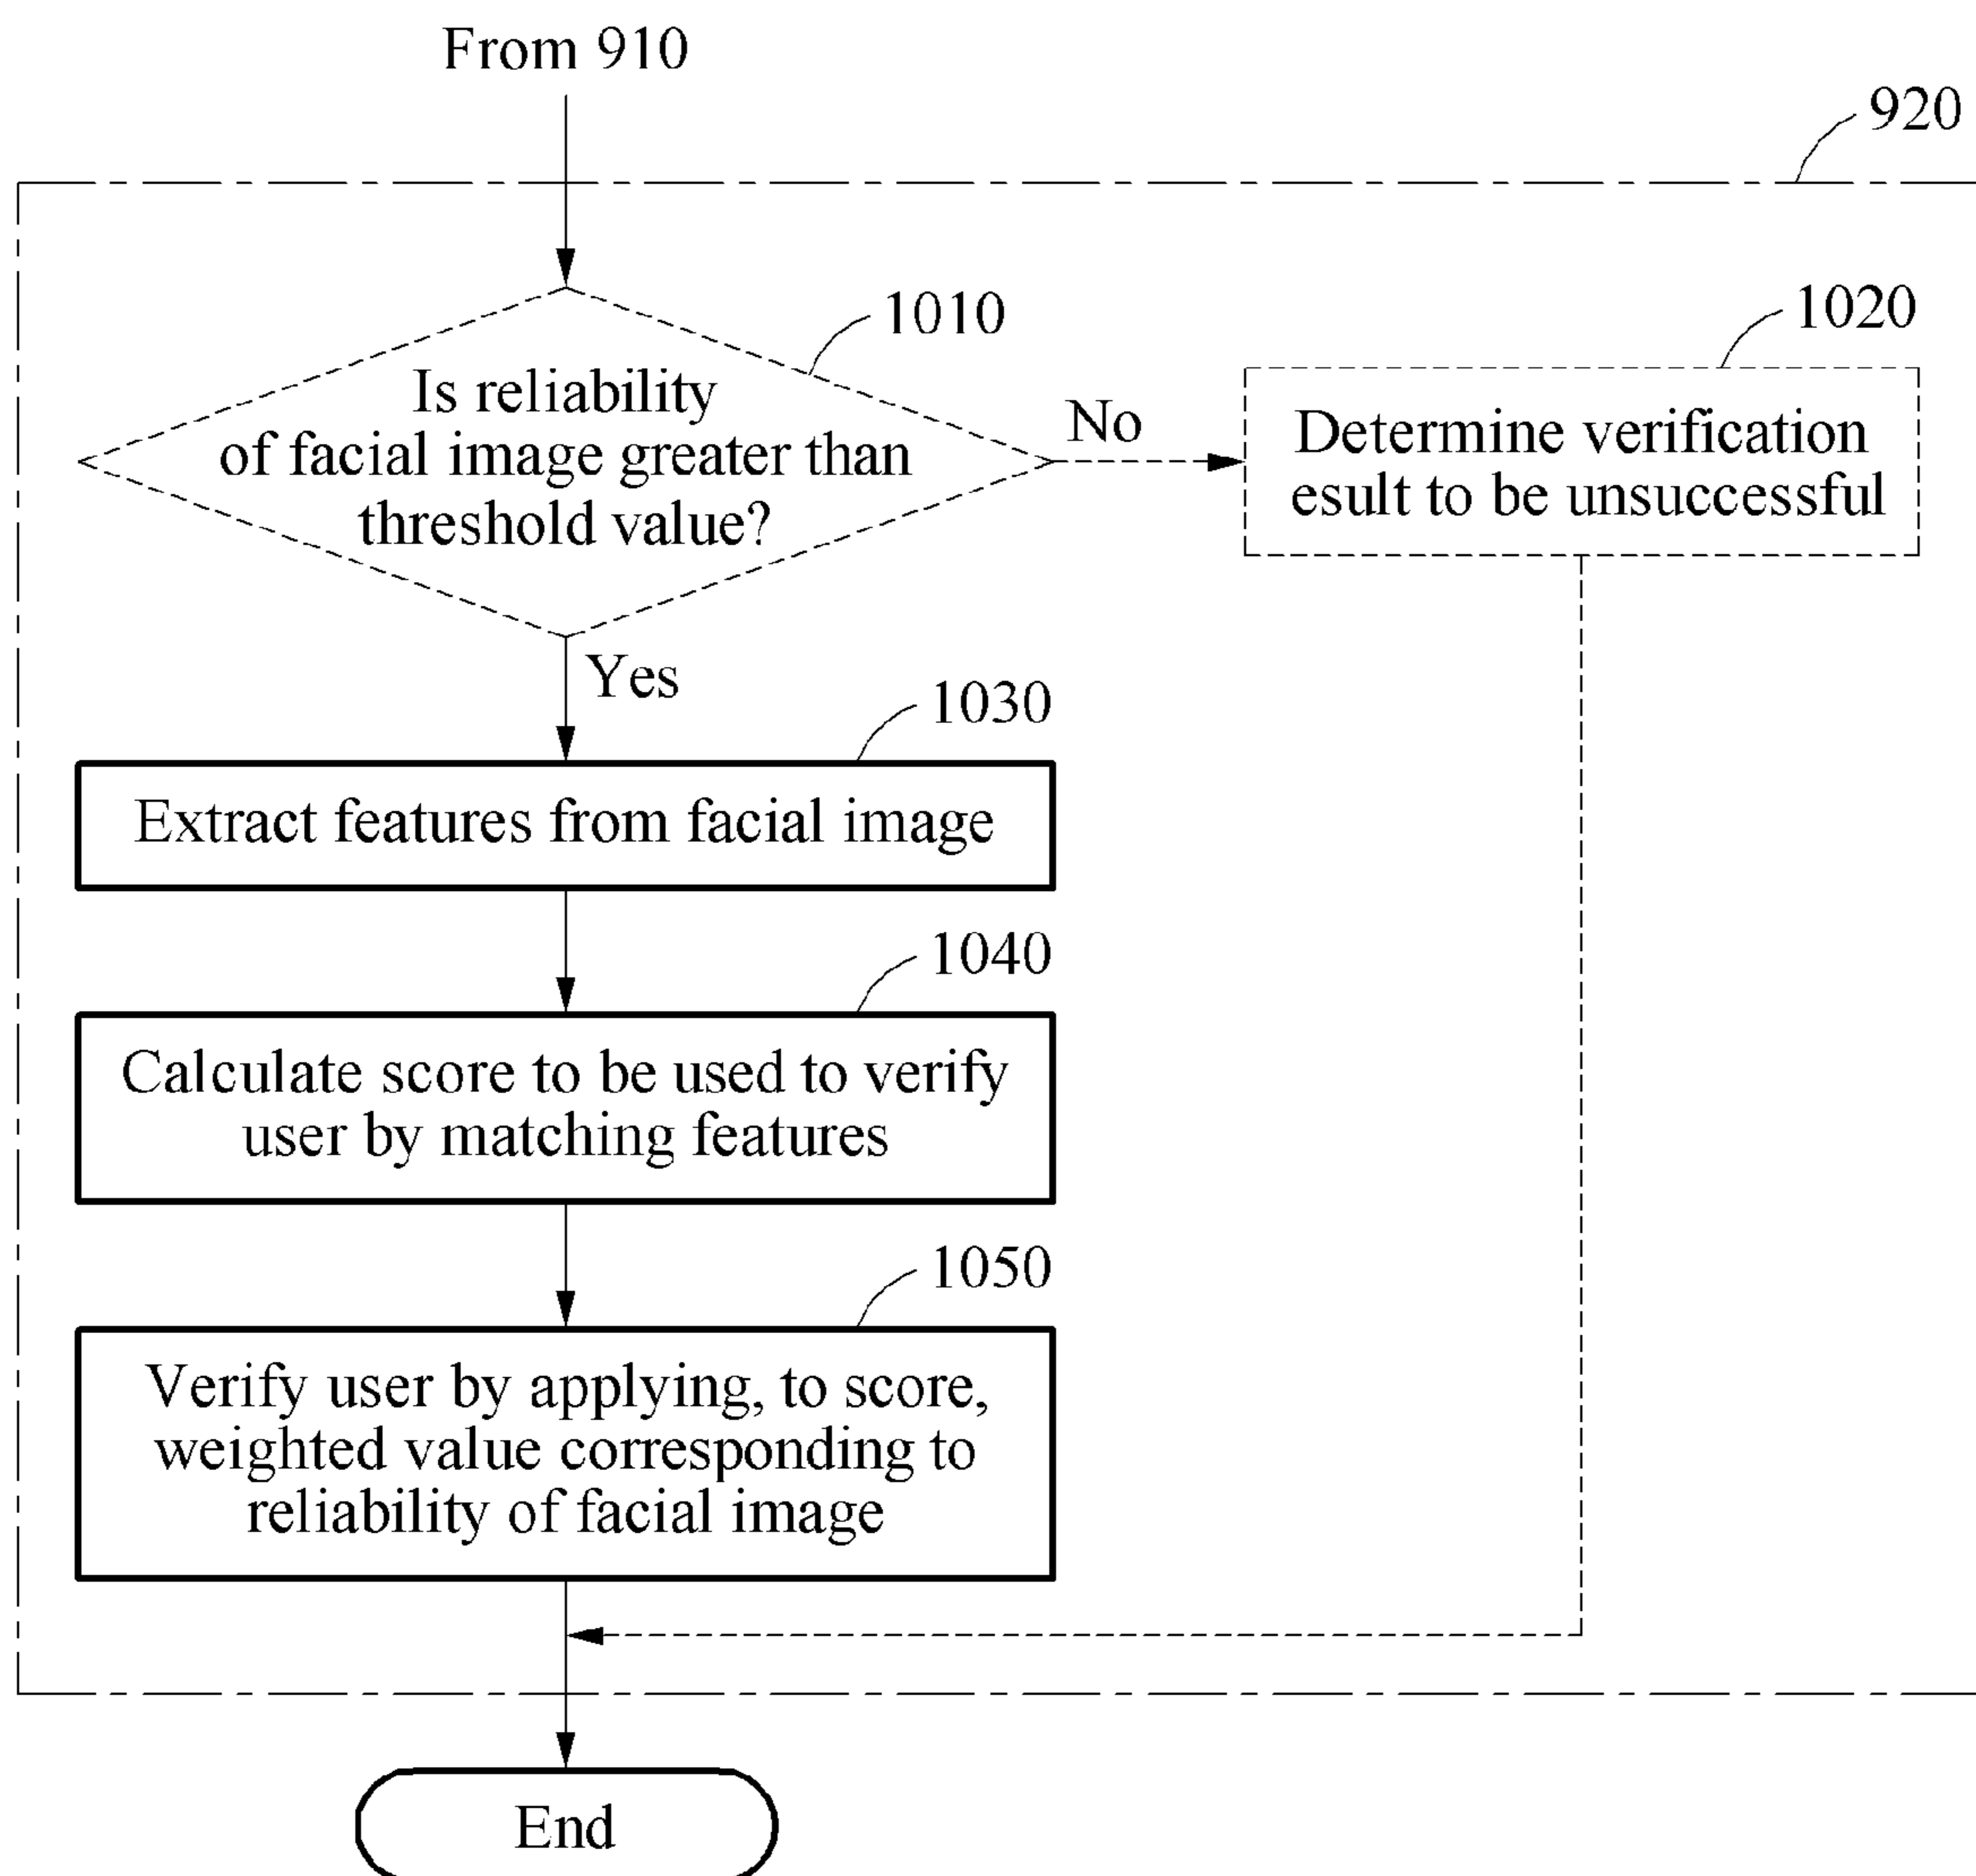 From 910
920
1010
Is reliability
of facial image greater than
threshold value?
No
1020
Determine verification
esult to be unsuccessful
Yes
1030
Extract features from facial image
1040
Calculate score to be used to verify
user by matching features
1050
Verify user by applying, to score,
weighted value corresponding to
reliability of facial image
End